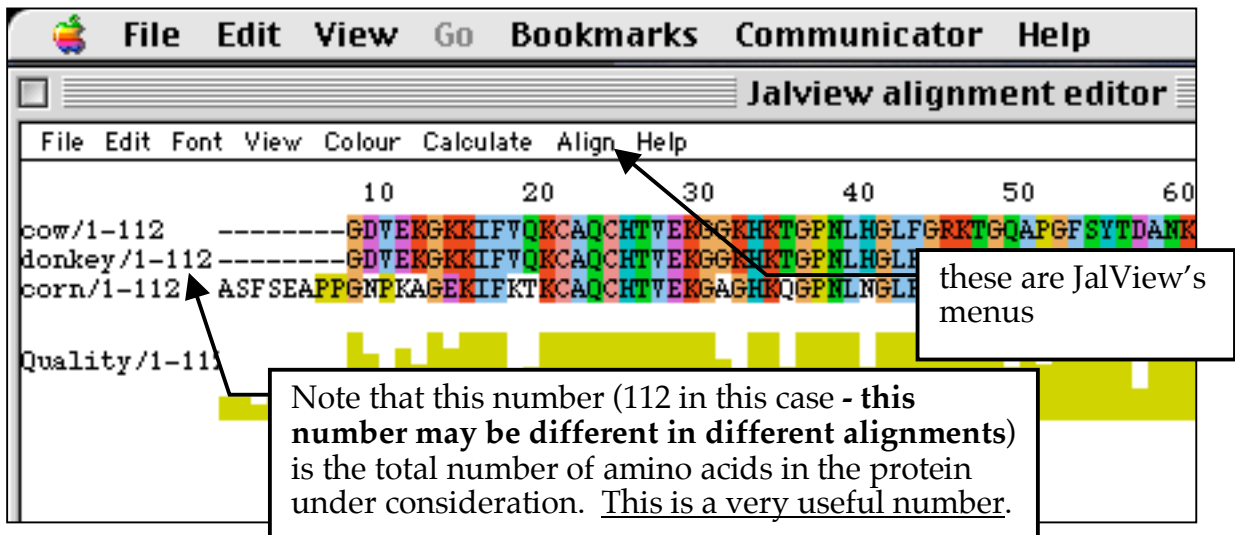 File Edit View Go Bookmarks Communicator Help
Jalview alignment editor
File Edit Font View Colour Calculate Align Help
10 20 30 40 50 60
cow/1-112 --------GDVEKGKKIFVQKCAQCHTVEKGGKHKTGPNLHGLFGRKTGQAPGFSYTDANK
donkey/1-112 --------GDVEKGKKIFVQKCAQCHTVEKGGKHKTGPNLHGLF
corn/1-112 ASFSEAPPGNPKAGEKIFKTKCAQCHTVEKGAGHKQGPNLNGLF
these are JalView's
menus
Quality/1-112
Note that this number (112 in this case - this
number may be different in different alignments)
is the total number of amino acids in the protein
under consideration. This is a very useful number.